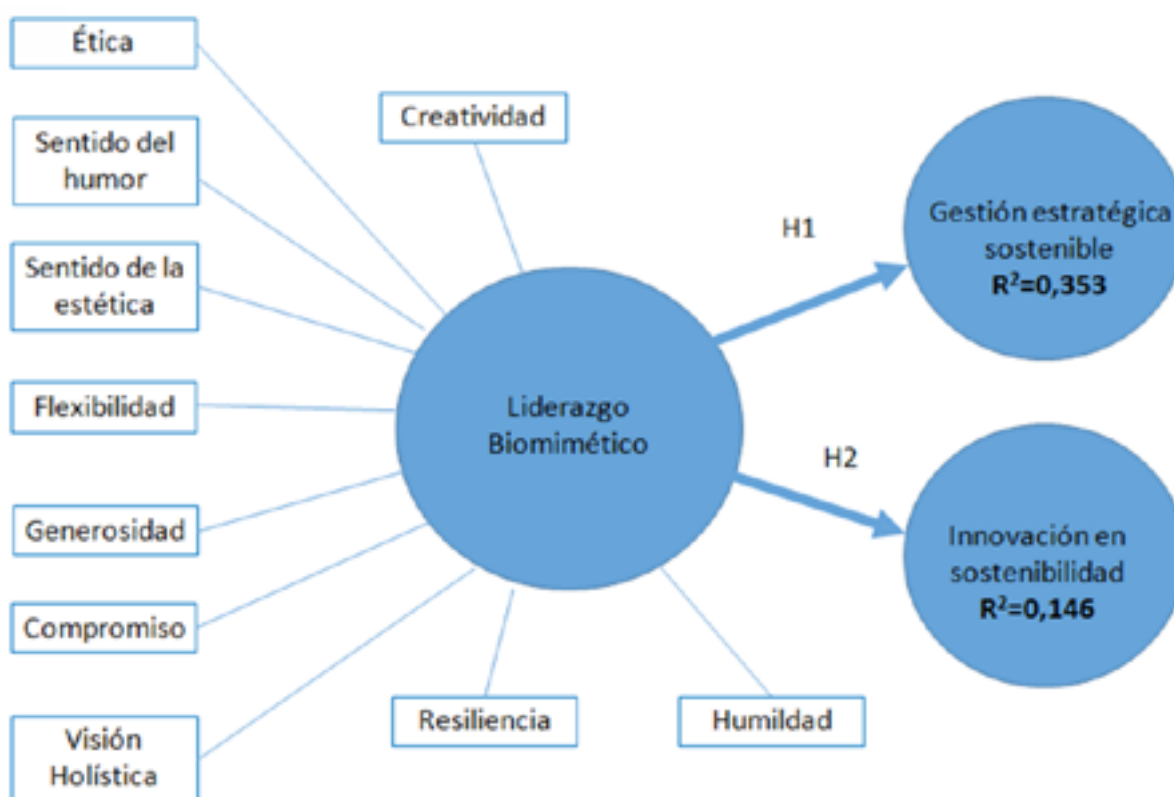 Ética
Creatividad
Sentido del
humor
Sentido de la
estética
Flexibilidad
Generosidad
Compromiso
Visión
Holística
Resiliencia
Humildad
Liderazgo
Biomimético
H1
Gestión estratégica
sostenible
R²=0,353
H2
Innovación en
sostenibilidad
R²=0,146